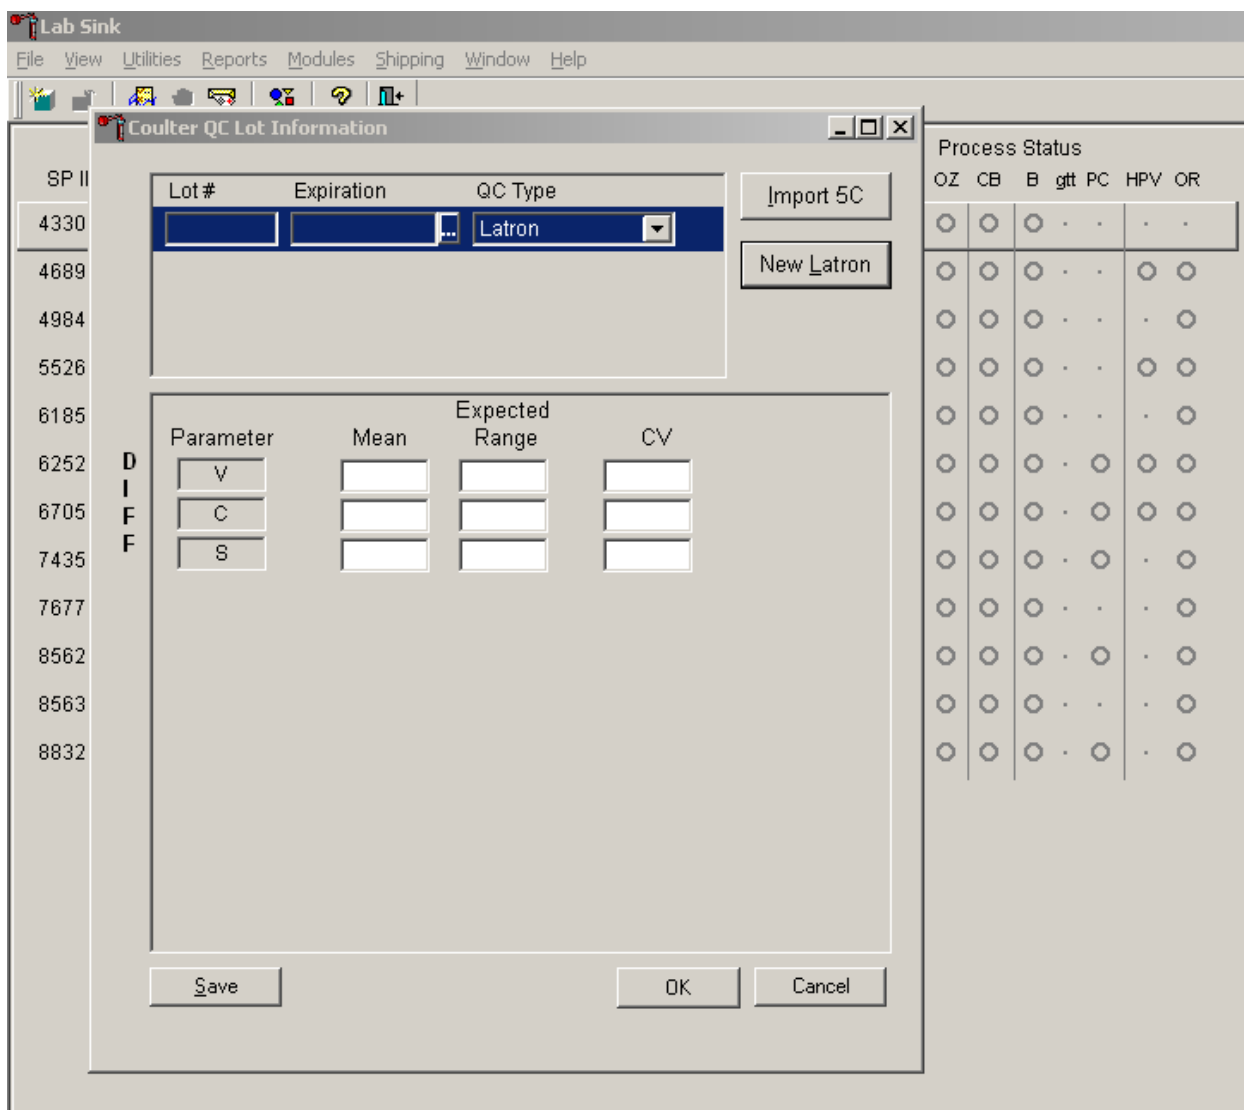 Lab Sink
File View Utilities Reports Modules Shipping Window Help
Coulter QC Lot Information
Process Status
SP II
OZ CB B gtt PC HPV OR
Lot # Expiration QC Type
Import 5C
4330
... Latron
New Latron
4689
4984
5526
6185
Expected
Parameter Mean Range CV
6252
D
I
F
F
V
6705
C
7435
S
7677
8562
8563
8832
Save OK Cancel